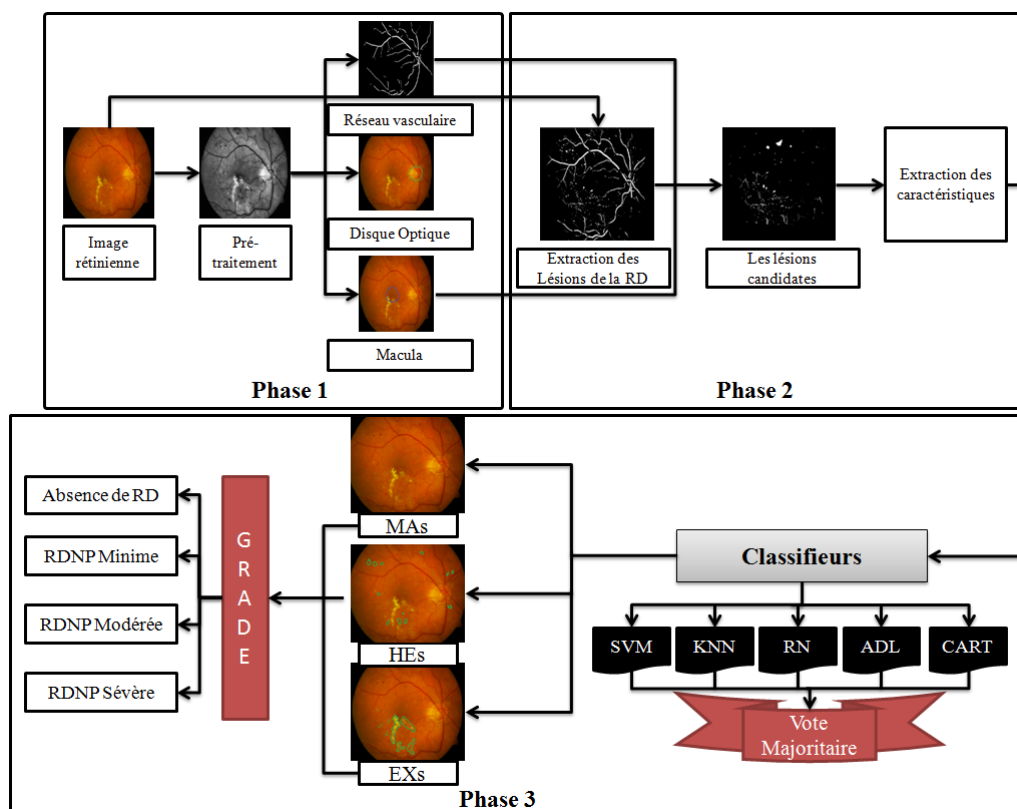 Réseau vasculaire
Image
rétinienne
Pré-
traitement
Disque Optique
Macula
Phase 1
Extraction des
Lésions de la RD
Les lésions
candidates
Extraction des
caractéristiques
Phase 2
Absence de RD
RDNP Minime
RDNP Modérée
RDNP Sévère
G
R
A
D
E
MAs
HEs
EXs
Classifieurs
SVM
KNN
RN
ADL
CART
Vote
Majoritaire
Phase 3